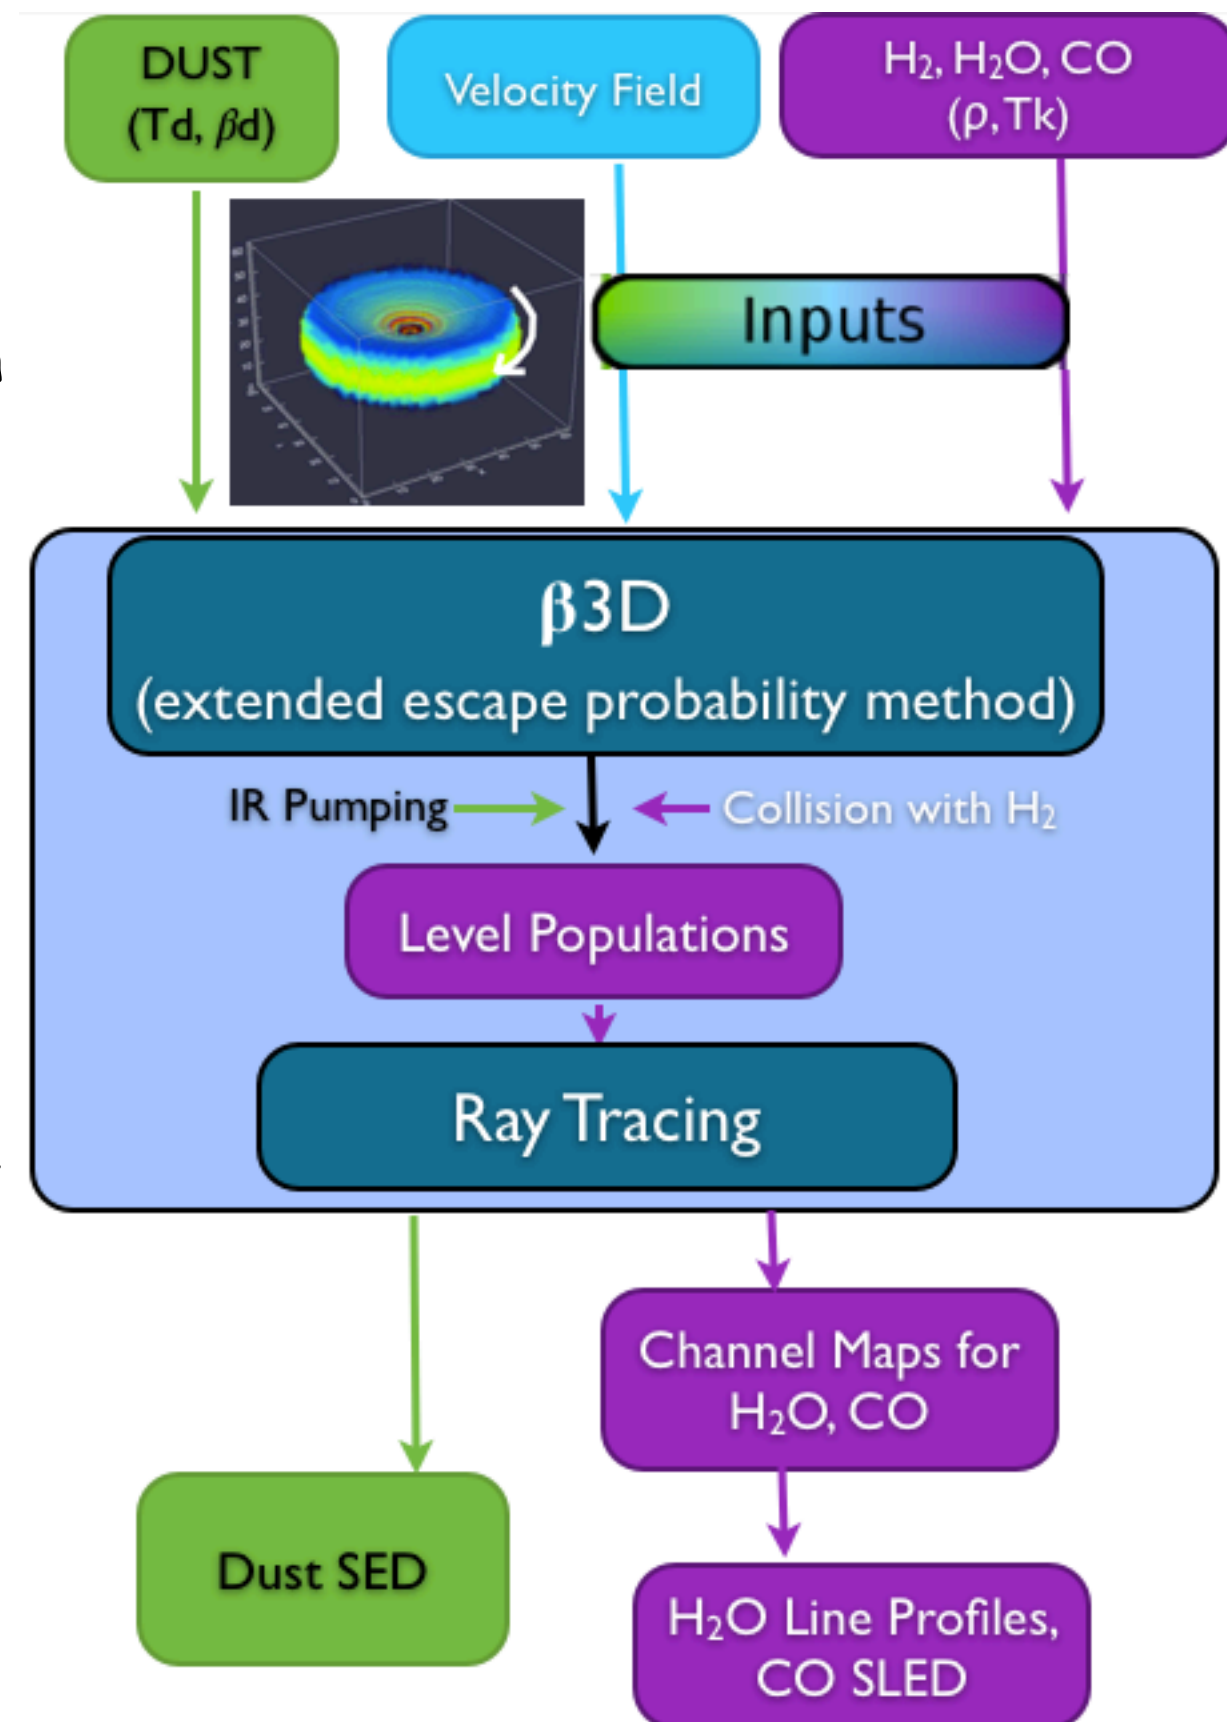 DUST
(Td, βd)
Velocity Field
H₂, H₂O, CO
(ρ, Tk)
Inputs
β3D
(extended escape probability method)
IR Pumping
Collision with H₂
Level Populations
Ray Tracing
Channel Maps for
H₂O, CO
Dust SED
H₂O Line Profiles,
CO SLED